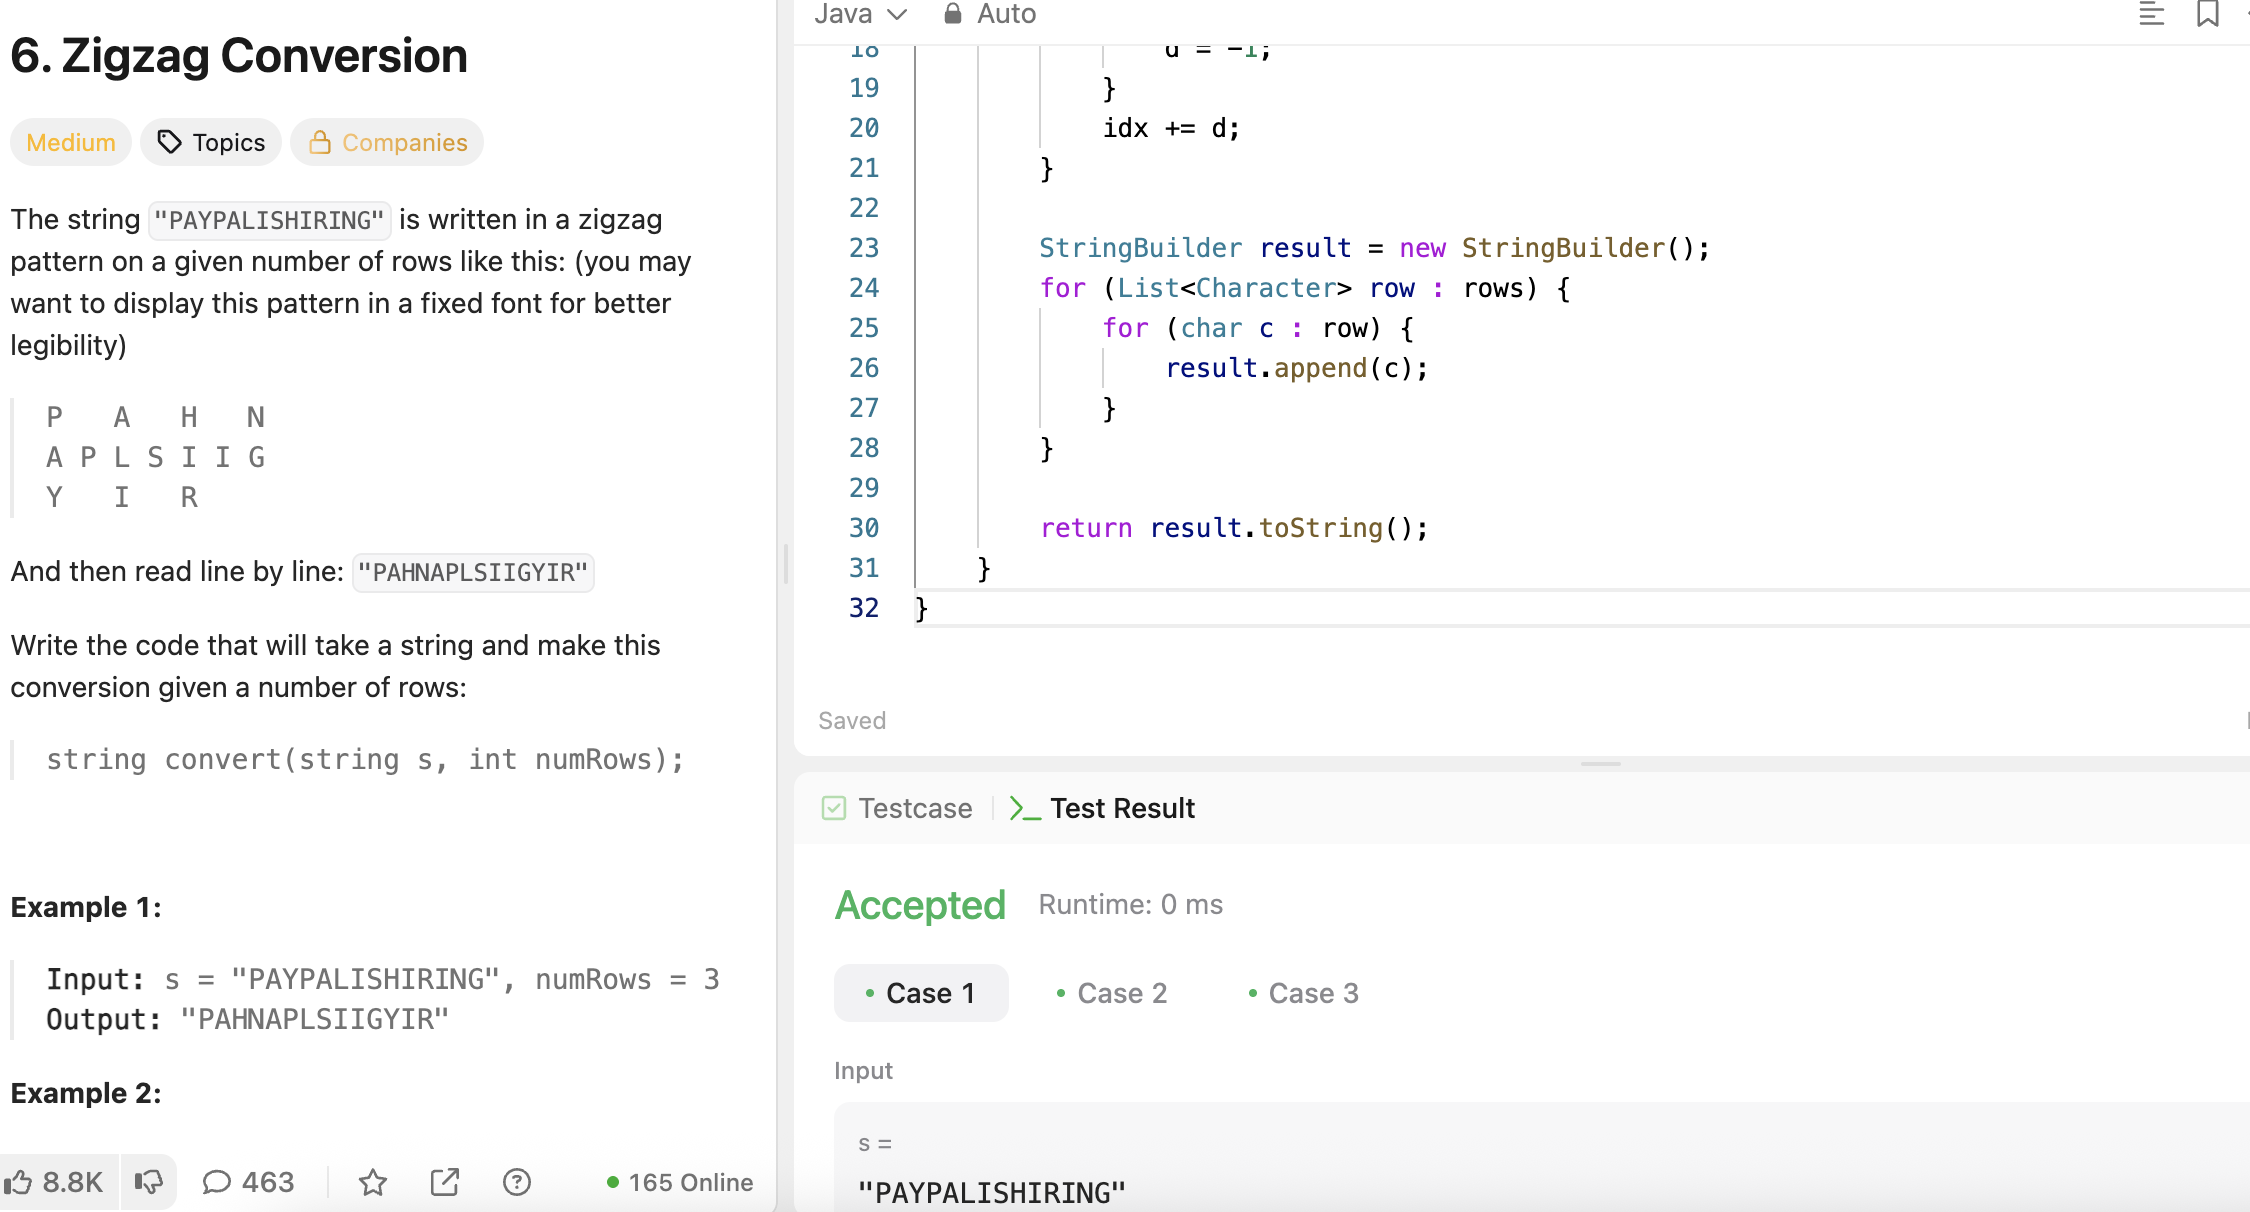 6. Zigzag Conversion
Medium Topics Companies
The string "PAYPALISHIRING" is written in a zigzag
pattern on a given number of rows like this: (you may
want to display this pattern in a fixed font for better
legibility)
P A H N
A P L S I I G
Y I R
And then read line by line: "PAHNAPLSIIGYIR"
Write the code that will take a string and make this
conversion given a number of rows:
string convert(string s, int numRows);
Example 1:
Input: s = "PAYPALISHIRING", numRows = 3
Output: "PAHNAPLSIIGYIR"
Example 2:
8.8K 463 165 Online
Java Auto
18 d = -1;
19 }
20 idx += d;
21 }
22
23 StringBuilder result = new StringBuilder();
24 for (List<Character> row : rows) {
25 for (char c : row) {
26 result.append(c);
27 }
28 }
29
30 return result.toString();
31 }
32 }
Saved
Testcase Test Result
Accepted Runtime: 0 ms
Case 1 Case 2 Case 3
Input
s =
"PAYPALISHIRING"